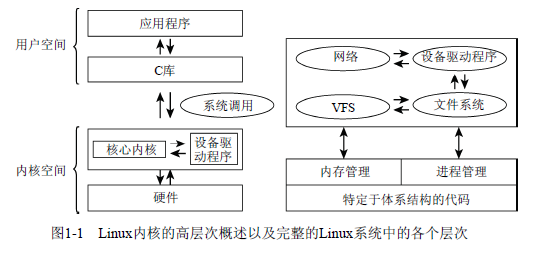 用户空间
应用程序
C库
系统调用
内核空间
核心内核
设备驱
动程序
硬件
网络
设备驱动程序
VFS
文件系统
内存管理
进程管理
特定于体系结构的代码
图1-1 Linux内核的高层次概述以及完整的Linux系统中的各个层次